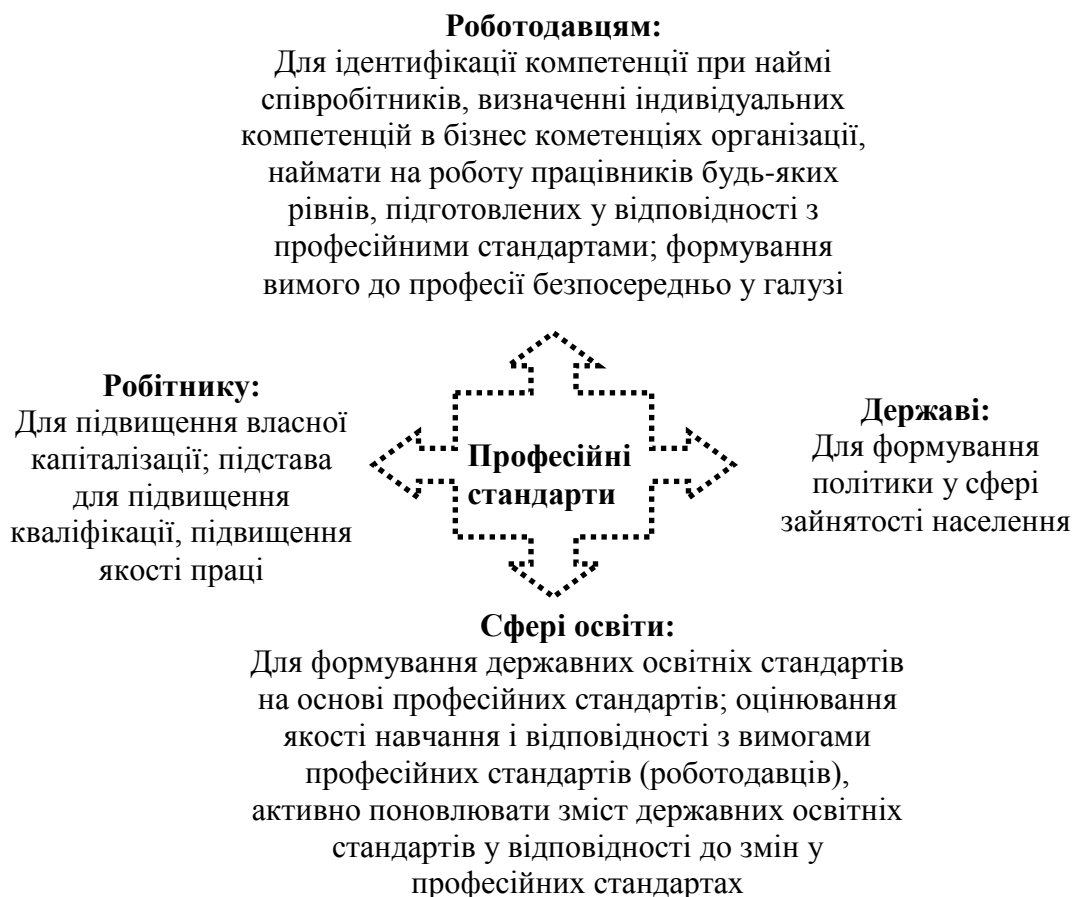 Роботодавцям:
Для ідентифікації компетенції при наймі
співробітників, визначенні індивідуальних
компетенцій в бізнес кометенціях організації,
наймати на роботу працівників будь-яких
рівнів, підготовлених у відповідності з
професійними стандартами; формування
вимого до професії безпосередньо у галузі
Робітнику:
Для підвищення власної
капіталізації; підстава
для підвищення
кваліфікації, підвищення
якості праці
Професійні
стандарти
Державі:
Для формування
політики у сфері
зайнятості населення
Сфері освіти:
Для формування державних освітніх стандартів
на основі професійних стандартів; оцінювання
якості навчання і відповідності з вимогами
професійних стандартів (роботодавців),
активно поновлювати зміст державних освітніх
стандартів у відповідності до змін у
професійних стандартах